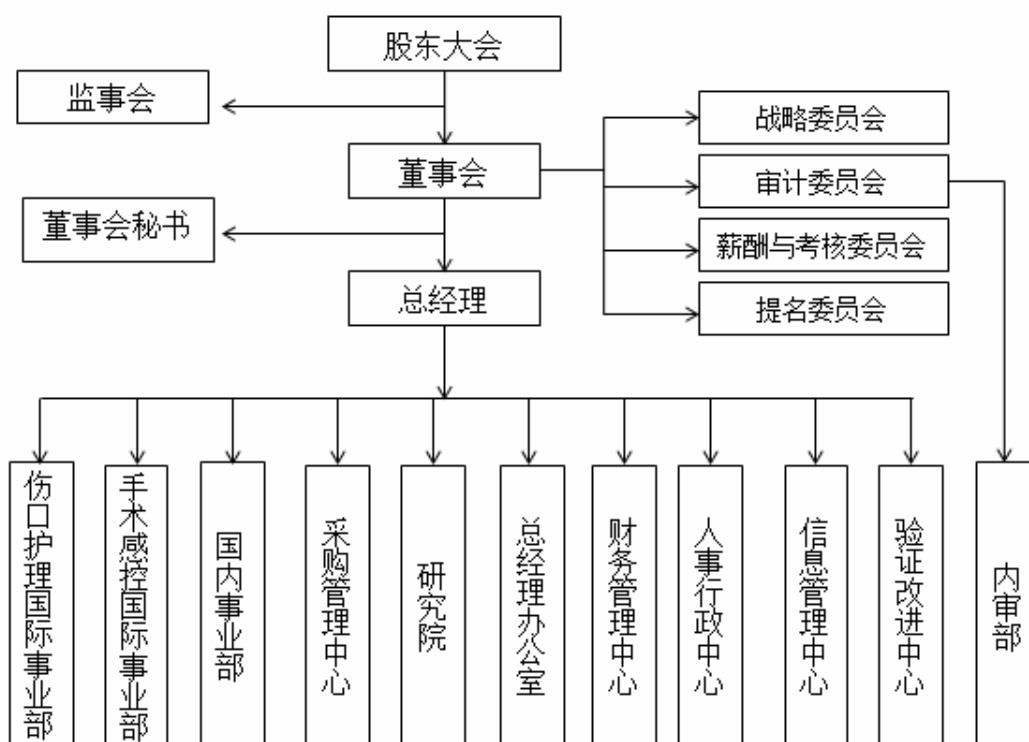 股东大会
监事会
战略委员会
董事会
审计委员会
董事会秘书
薪酬与考核委员会
总经理
提名委员会
伤口护理国际事业部
手术感控国际事业部
国内事业部
采购管理中心
研究院
总经理办公室
财务管理中心
人事行政中心
信息管理中心
验证改进中心
内审部